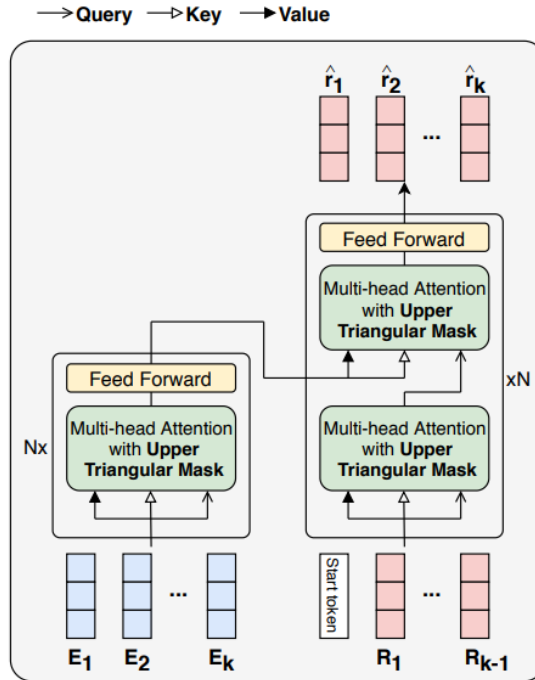 Query Key Value
r̂1 r̂2 r̂k
...
Feed Forward
Multi-head Attention
with Upper
Triangular Mask
xN
Feed Forward
Nx
Multi-head Attention
with Upper
Triangular Mask
Multi-head Attention
with Upper
Triangular Mask
...
Start token
...
E1 E2 Ek
R1 Rk-1